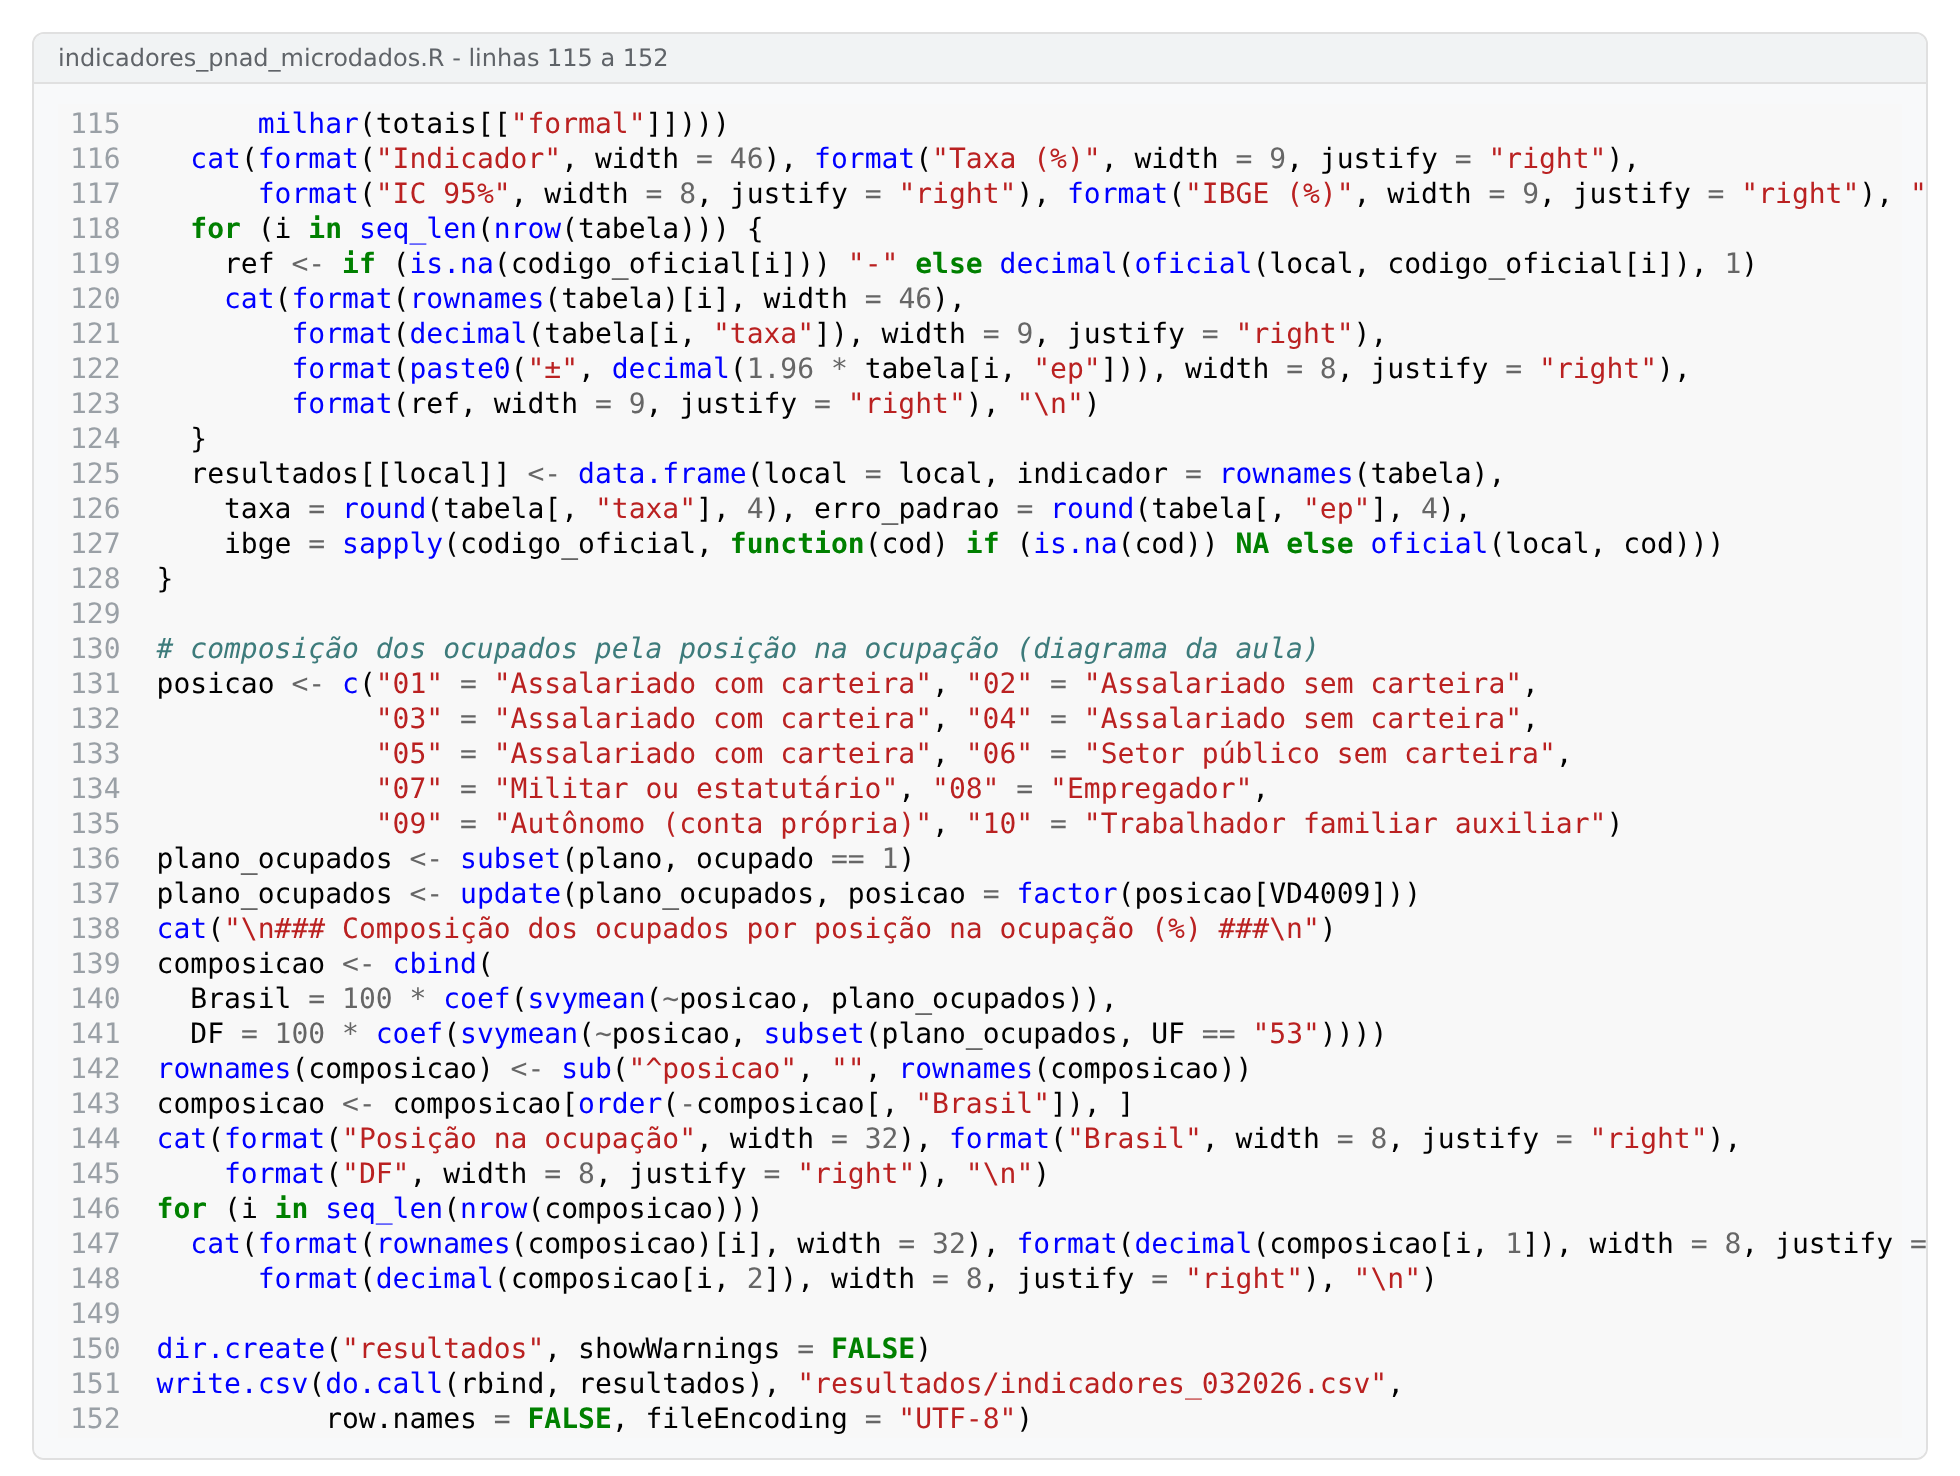 indicadores_pnad_microdados.R - linhas 115 a 152
115         milhar(totais[["formal"]])))
116     cat(format("Indicador", width = 46), format("Taxa (%)", width = 9, justify = "right"),
117         format("IC 95%", width = 8, justify = "right"), format("IBGE (%)", width = 9, justify = "right"), "
118     for (i in seq_len(nrow(tabela))) {
119       ref <- if (is.na(codigo_oficial[i])) "-" else decimal(oficial(local, codigo_oficial[i]), 1)
120       cat(format(rownames(tabela)[i], width = 46),
121           format(decimal(tabela[i, "taxa"]), width = 9, justify = "right"),
122           format(paste0("±", decimal(1.96 * tabela[i, "ep"])), width = 8, justify = "right"),
123           format(ref, width = 9, justify = "right"), "\n")
124     }
125     resultados[[local]] <- data.frame(local = local, indicador = rownames(tabela),
126       taxa = round(tabela[, "taxa"], 4), erro_padrao = round(tabela[, "ep"], 4),
127       ibge = sapply(codigo_oficial, function(cod) if (is.na(cod)) NA else oficial(local, cod)))
128   }
129
130   # composição dos ocupados pela posição na ocupação (diagrama da aula)
131   posicao <- c("01" = "Assalariado com carteira", "02" = "Assalariado sem carteira",
132                "03" = "Assalariado com carteira", "04" = "Assalariado sem carteira",
133                "05" = "Assalariado com carteira", "06" = "Setor público sem carteira",
134                "07" = "Militar ou estatutário", "08" = "Empregador",
135                "09" = "Autônomo (conta própria)", "10" = "Trabalhador familiar auxiliar")
136   plano_ocupados <- subset(plano, ocupado == 1)
137   plano_ocupados <- update(plano_ocupados, posicao = factor(posicao[VD4009]))
138   cat("\n### Composição dos ocupados por posição na ocupação (%) ###\n")
139   composicao <- cbind(
140     Brasil = 100 * coef(svymean(~posicao, plano_ocupados)),
141     DF = 100 * coef(svymean(~posicao, subset(plano_ocupados, UF == "53"))))
142   rownames(composicao) <- sub("^posicao", "", rownames(composicao))
143   composicao <- composicao[order(-composicao[, "Brasil"]), ]
144   cat(format("Posição na ocupação", width = 32), format("Brasil", width = 8, justify = "right"),
145       format("DF", width = 8, justify = "right"), "\n")
146   for (i in seq_len(nrow(composicao)))
147     cat(format(rownames(composicao)[i], width = 32), format(decimal(composicao[i, 1]), width = 8, justify =
148         format(decimal(composicao[i, 2]), width = 8, justify = "right"), "\n")
149
150   dir.create("resultados", showWarnings = FALSE)
151   write.csv(do.call(rbind, resultados), "resultados/indicadores_032026.csv",
152             row.names = FALSE, fileEncoding = "UTF-8")